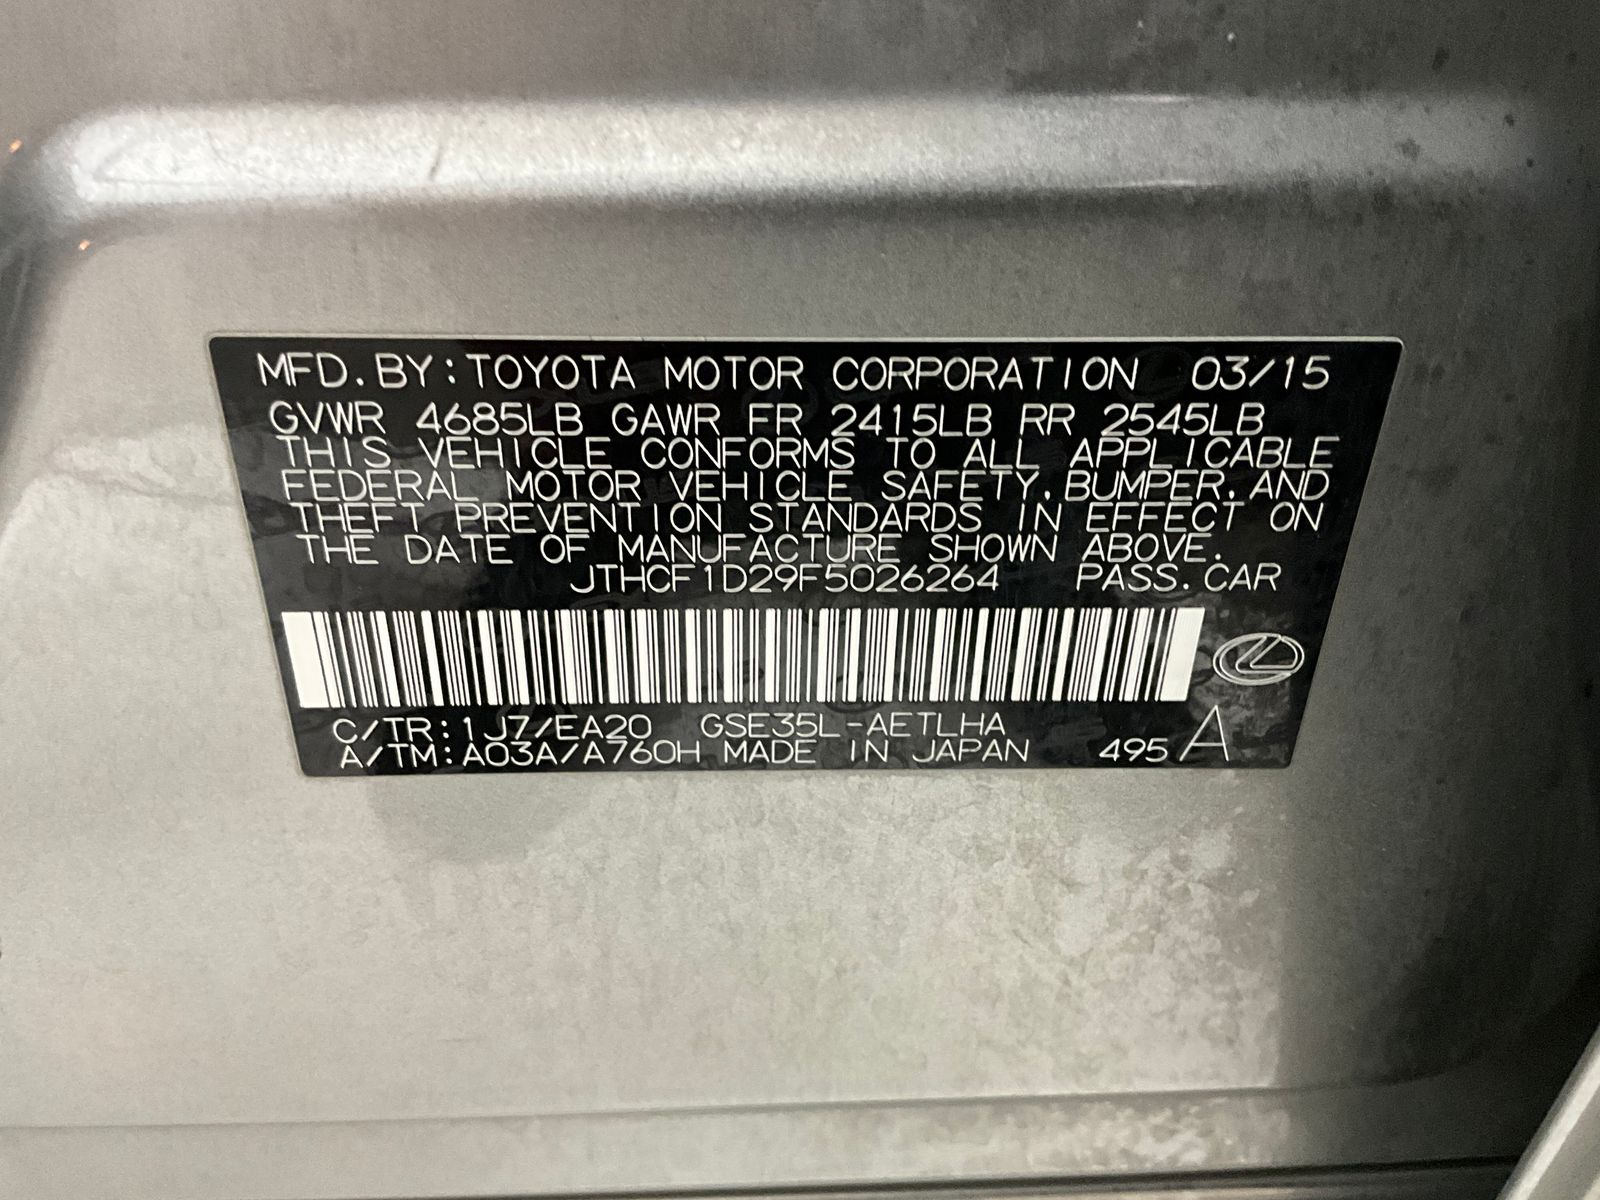 MFD. BY: TOYOTA MOTOR CORPORATION 03/15
GVWR 4685LB GAWR FR 2415LB RR 2545LB
THIS VEHICLE CONFORMS TO ALL APPLICABLE
FEDERAL MOTOR VEHICLE SAFETY, BUMPER, AND
THEFT PREVENTION STANDARDS IN EFFECT ON
THE DATE OF MANUFACTURE SHOWN ABOVE.
JTHCF1D29F5026264 PASS. CAR
C/TR: 1J7/EA20 GSE35L-AETLHA
A/TM: A03A/A760H MADE IN JAPAN 495 A